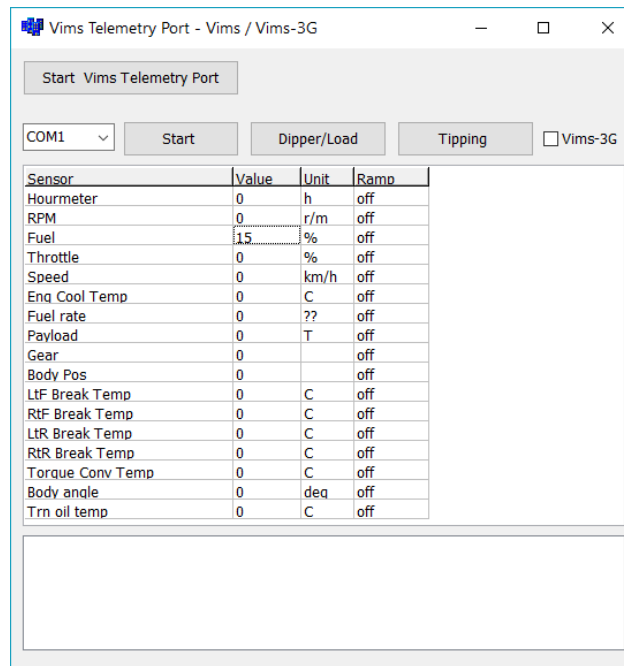 Vims Telemetry Port - Vims / Vims-3G
Start Vims Telemetry Port
COM1 Start Dipper/Load Tipping Vims-3G
Sensor Value Unit Ramp
Hourmeter 0 h off
RPM 0 r/m off
Fuel 15 % off
Throttle 0 % off
Speed 0 km/h off
Eng Cool Temp 0 C off
Fuel rate 0 ?? off
Payload 0 T off
Gear 0 off
Body Pos 0 off
LtF Break Temp 0 C off
RtF Break Temp 0 C off
LtR Break Temp 0 C off
RtR Break Temp 0 C off
Torque Conv Temp 0 C off
Body angle 0 deg off
Trn oil temp 0 C off